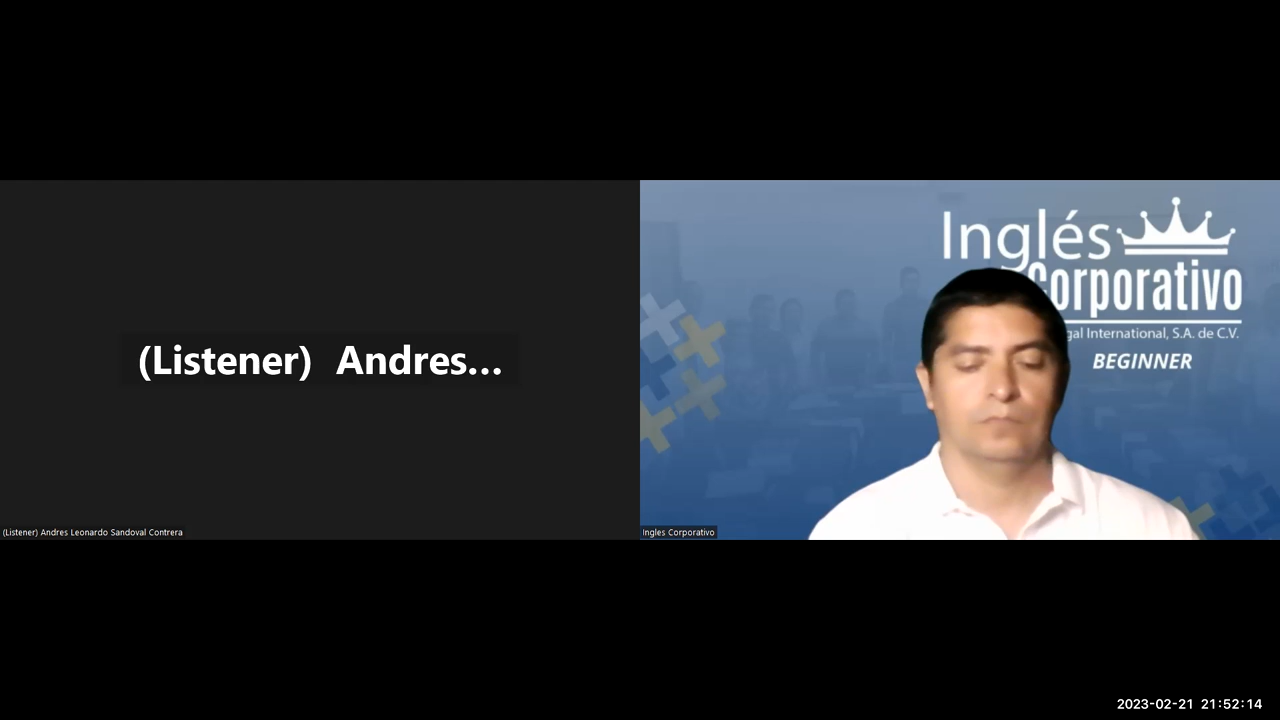 (Listener) Andres...
(Listener) Andres Leonardo Sandoval Contrera
Inglés
Corporativo
gal International, S.A. de C.V.
BEGINNER
Ingles Corporativo
2023-02-21 21:52:14